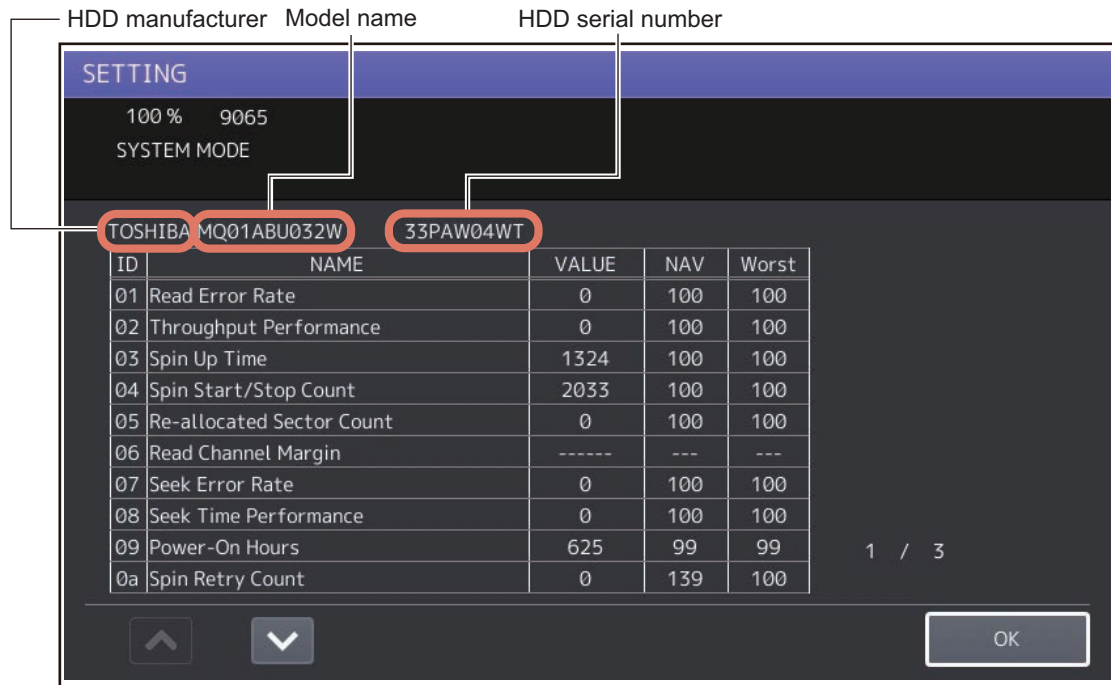 HDD manufacturer Model name HDD serial number
SETTING
100 % 9065
SYSTEM MODE
TOSHIBA MQ01ABU032W 33PAW04WT
ID NAME VALUE NAV Worst
01 Read Error Rate 0 100 100
02 Throughput Performance 0 100 100
03 Spin Up Time 1324 100 100
04 Spin Start/Stop Count 2033 100 100
05 Re-allocated Sector Count 0 100 100
06 Read Channel Margin ------ --- ---
07 Seek Error Rate 0 100 100
08 Seek Time Performance 0 100 100
09 Power-On Hours 625 99 99
0a Spin Retry Count 0 139 100
1 / 3
OK